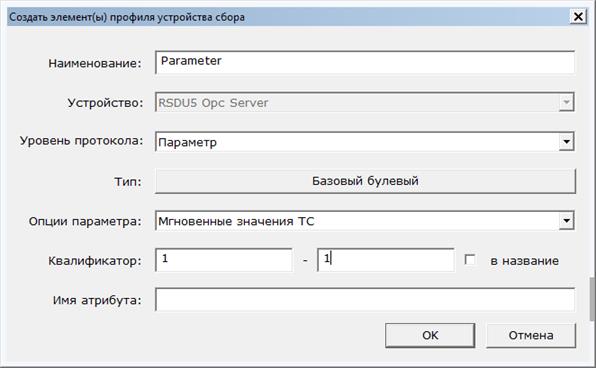 Создать элемент(ы) профиля устройства сбора
Наименование: Parameter
Устройство: RSDU5 Opc Server
Уровень протокола: Параметр
Тип: Базовый булевый
Опции параметра: Мгновенные значения ТС
Квалификатор: 1 - 1 в название
Имя атрибута:
OK Отмена